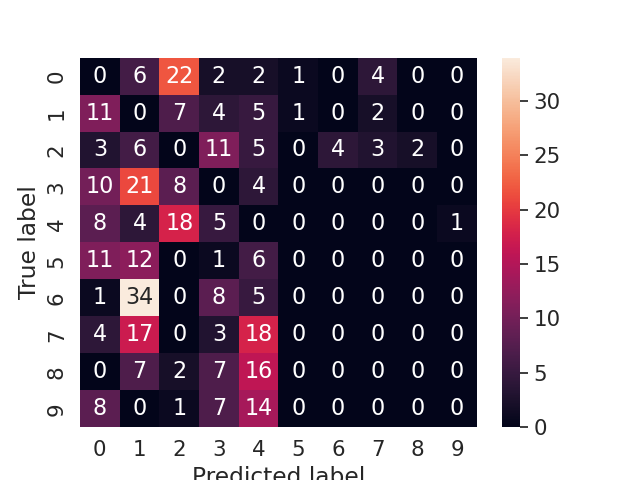 0 0 6 22 2 2 1 0 4 0 0
1 11 0 7 4 5 1 0 2 0 0
2 3 6 0 11 5 0 4 3 2 0
3 10 21 8 0 4 0 0 0 0 0
4 8 4 18 5 0 0 0 0 0 1
5 11 12 0 1 6 0 0 0 0 0
6 1 34 0 8 5 0 0 0 0 0
7 4 17 0 3 18 0 0 0 0 0
8 0 7 2 7 16 0 0 0 0 0
9 8 0 1 7 14 0 0 0 0 0
0 1 2 3 4 5 6 7 8 9
Predicted label
True label
30
25
20
15
10
5
0